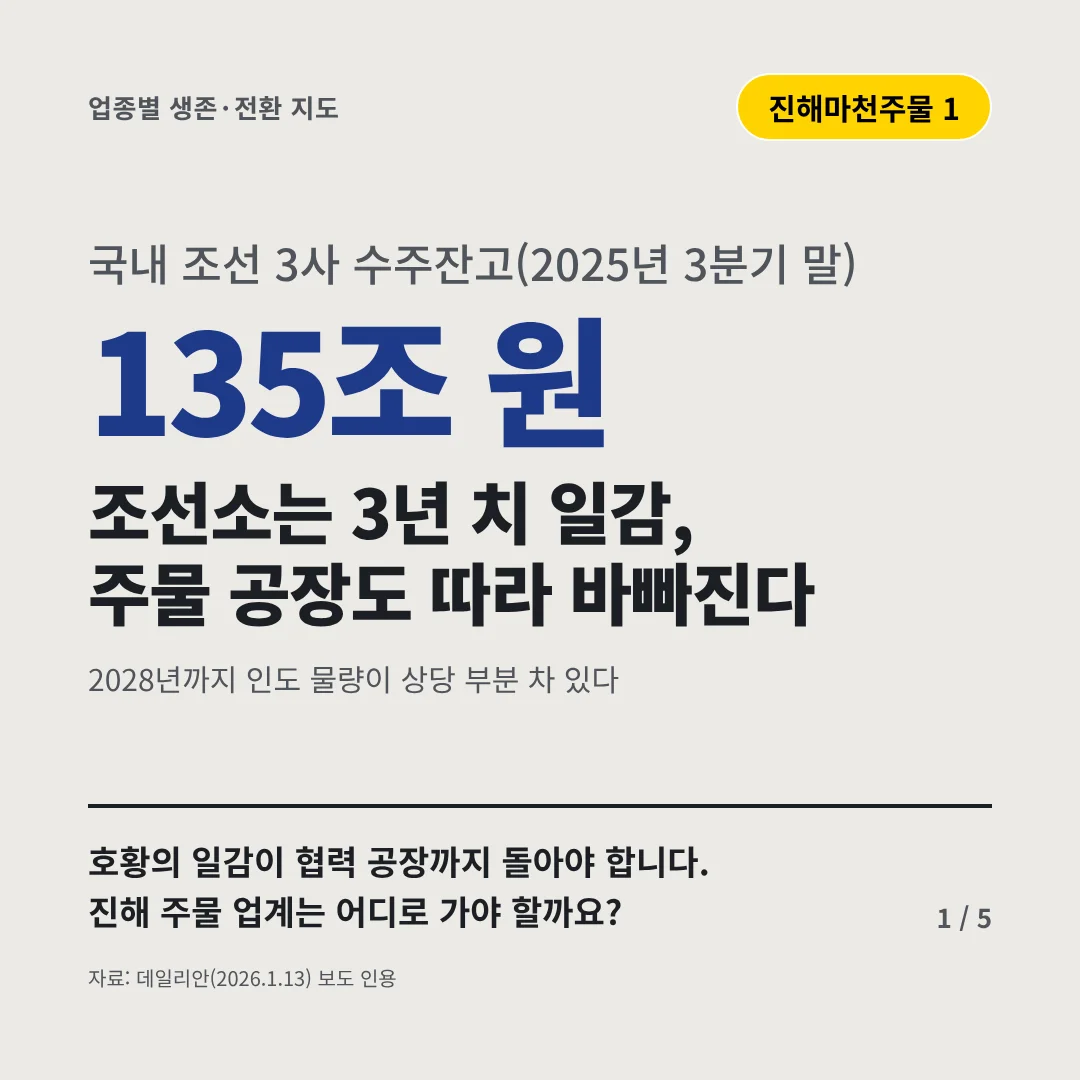 업종별 생존·전환 지도
진해마천주물 1
국내 조선 3사 수주잔고(2025년 3분기 말)
135조 원
조선소는 3년 치 일감,
주물 공장도 따라 바빠진다
2028년까지 인도 물량이 상당 부분 차 있다
호황의 일감이 협력 공장까지 돌아야 합니다.
진해 주물 업계는 어디로 가야 할까요?
1 / 5
자료: 데일리안(2026.1.13) 보도 인용